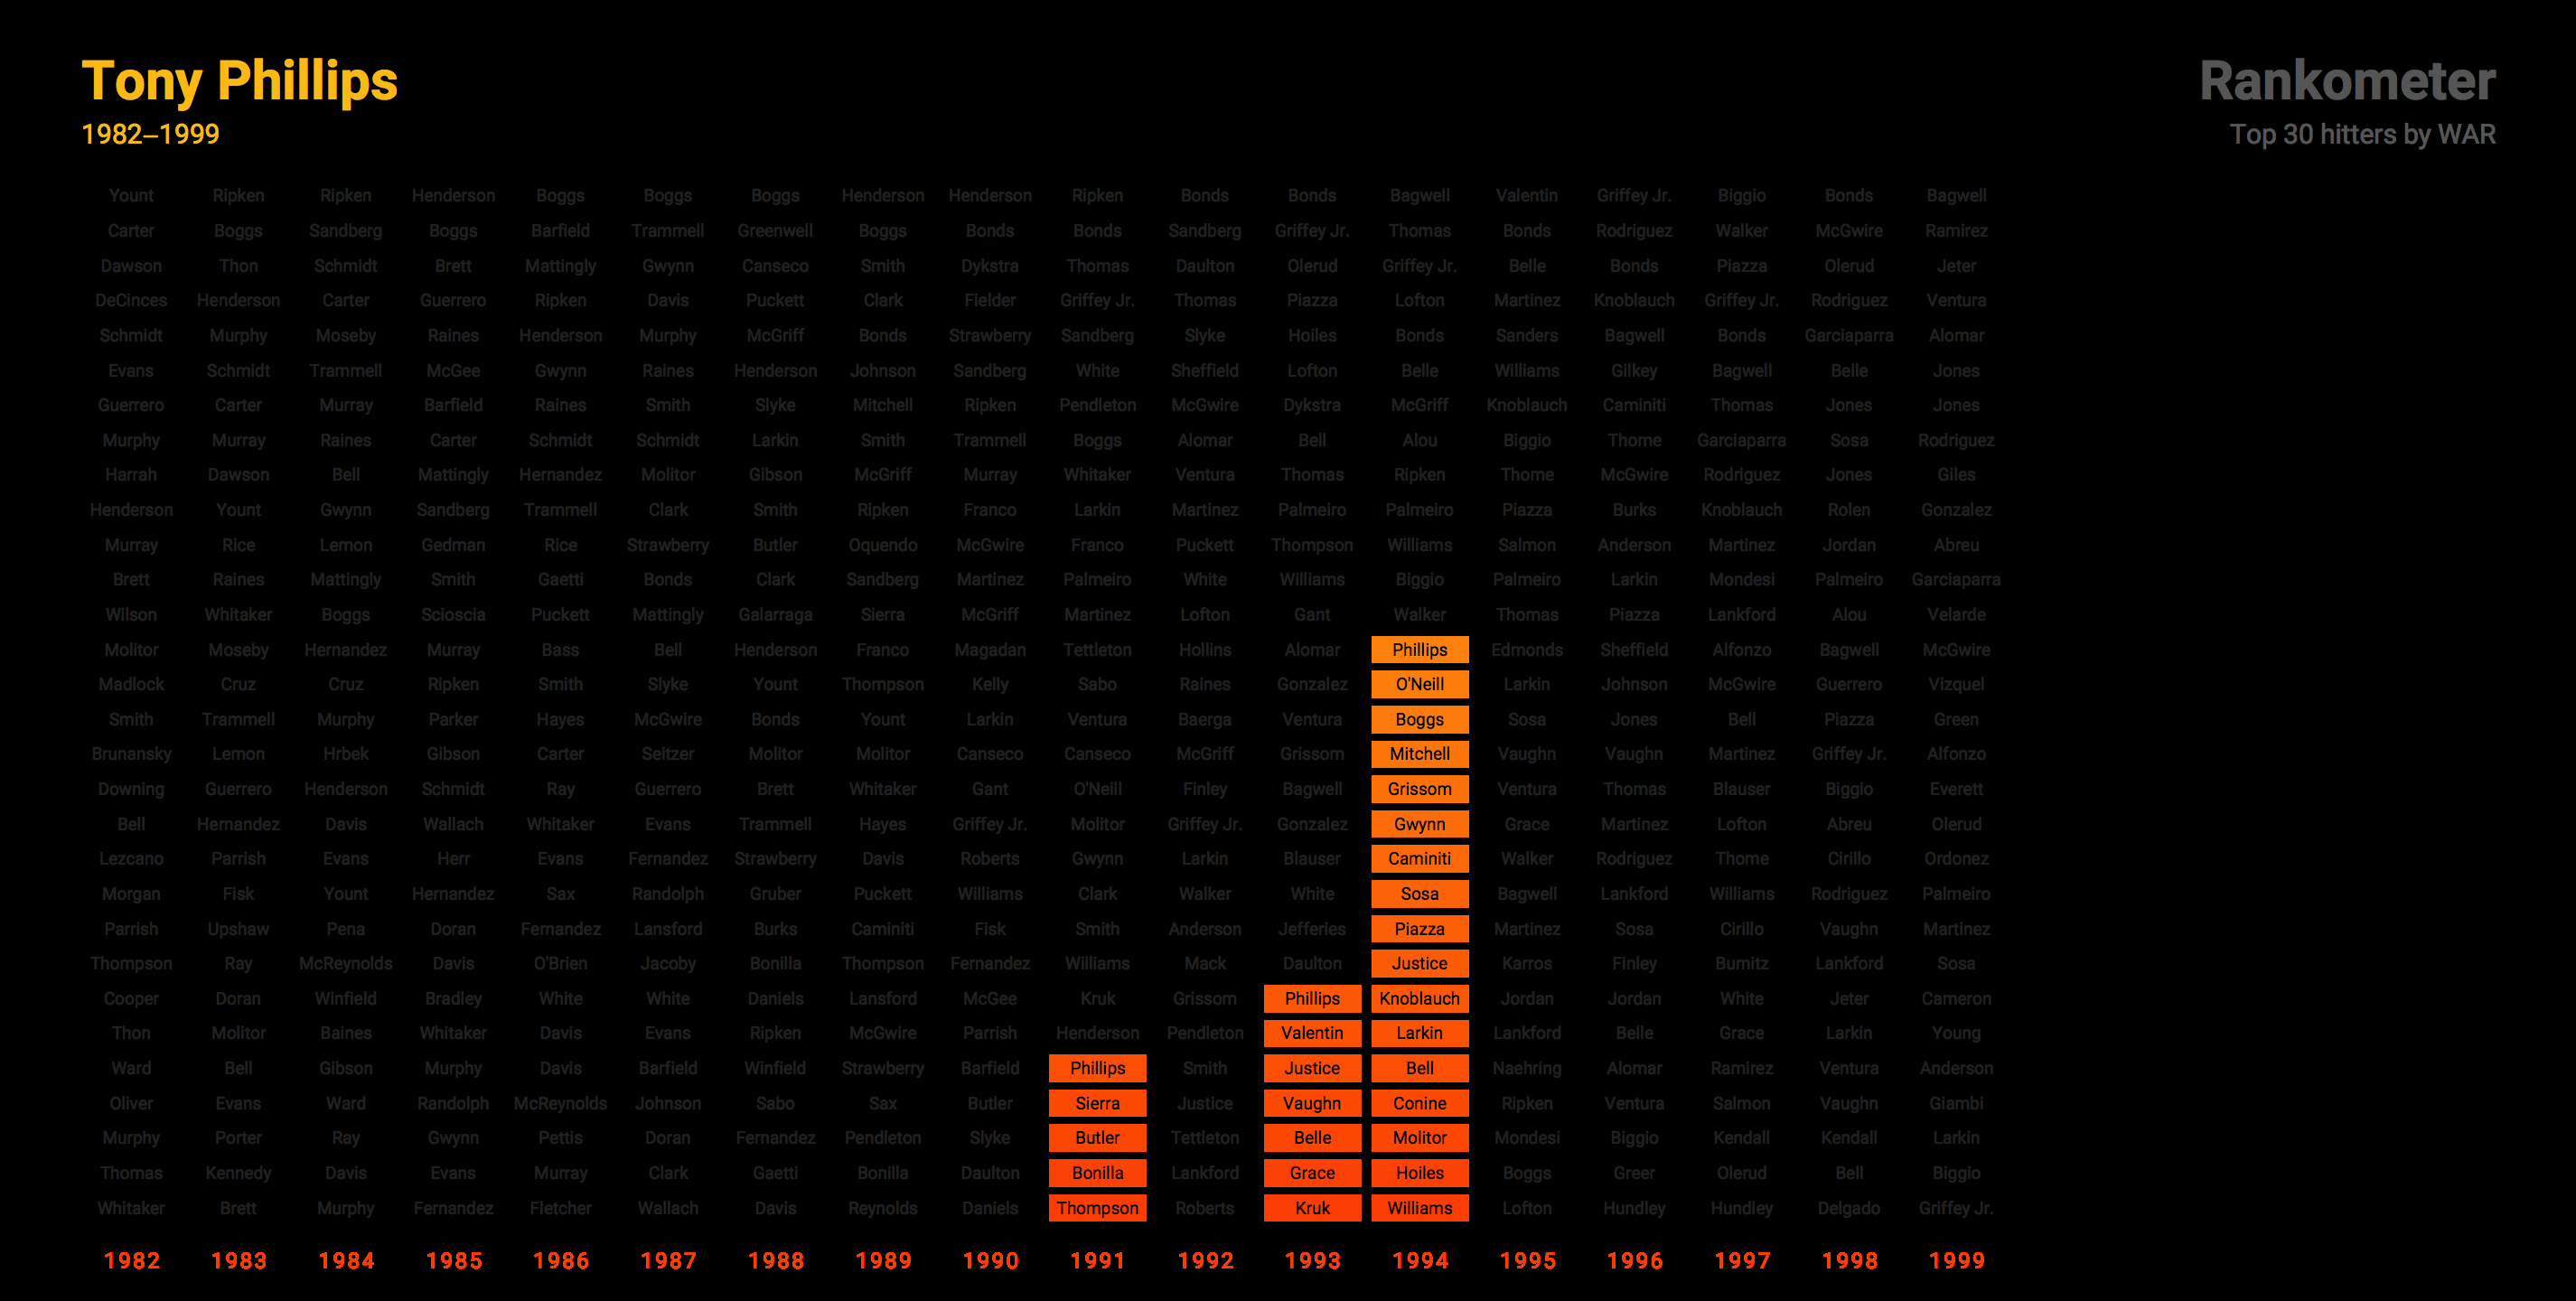 Tony Phillips
1982–1999
Rankometer
Top 30 hitters by WAR
Yount Ripken Ripken Henderson Boggs Boggs Boggs Henderson Henderson Ripken Bonds Bonds Bagwell Valentin Griffey Jr. Biggio Bonds Bagwell
Carter Boggs Sandberg Boggs Barfield Trammell Greenwell Boggs Bonds Bonds Sandberg Griffey Jr. Thomas Bonds Rodriguez Walker McGwire Ramirez
Dawson Thon Schmidt Brett Mattingly Gwynn Canseco Smith Dykstra Thomas Daulton Olerud Griffey Jr. Belle Bonds Piazza Olerud Jeter
DeCinces Henderson Carter Guerrero Ripken Davis Puckett Clark Fielder Griffey Jr. Thomas Piazza Lofton Martinez Knoblauch Griffey Jr. Rodriguez Ventura
Schmidt Murphy Moseby Raines Henderson Murphy McGriff Bonds Strawberry Sandberg Slyke Hoiles Bonds Sanders Bagwell Bonds Garciaparra Alomar
Evans Schmidt Trammell McGee Gwynn Raines Henderson Johnson Sandberg White Sheffield Lofton Belle Williams Gilkey Bagwell Belle Jones
Guerrero Carter Murray Barfield Raines Smith Slyke Mitchell Ripken Pendleton McGwire Dykstra McGriff Knoblauch Caminiti Thomas Jones Jones
Murphy Murray Raines Carter Schmidt Schmidt Larkin Smith Trammell Boggs Alomar Bell Alou Biggio Thome Garciaparra Sosa Rodriguez
Harrah Dawson Bell Mattingly Hernandez Molitor Gibson McGriff Murray Whitaker Ventura Thomas Ripken Thome McGwire Rodriguez Jones Giles
Henderson Yount Gwynn Sandberg Trammell Clark Smith Ripken Franco Larkin Martinez Palmeiro Palmeiro Piazza Burks Knoblauch Rolen Gonzalez
Murray Rice Lemon Gedman Rice Strawberry Butler Oquendo McGwire Franco Puckett Thompson Williams Salmon Anderson Martinez Jordan Abreu
Brett Raines Mattingly Smith Gaetti Bonds Clark Sandberg Martinez Palmeiro White Williams Biggio Palmeiro Larkin Mondesi Palmeiro Garciaparra
Wilson Whitaker Boggs Scioscia Puckett Mattingly Galarraga Sierra McGriff Martinez Lofton Gant Walker Thomas Piazza Lankford Alou Velarde
Molitor Moseby Hernandez Murray Bass Bell Henderson Franco Magadan Tettleton Hollins Alomar Phillips Edmonds Sheffield Alfonzo Bagwell McGwire
Madlock Cruz Cruz Ripken Smith Slyke Yount Thompson Kelly Sabo Raines Gonzalez O'Neill Larkin Johnson McGwire Guerrero Vizquel
Smith Trammell Murphy Parker Hayes McGwire Bonds Yount Larkin Ventura Baerga Ventura Boggs Sosa Jones Bell Piazza Green
Brunansky Lemon Hrbek Gibson Carter Seitzer Molitor Molitor Canseco Canseco McGriff Grissom Mitchell Vaughn Vaughn Martinez Griffey Jr. Alfonzo
Downing Guerrero Henderson Schmidt Ray Guerrero Brett Whitaker Gant O'Neill Finley Bagwell Grissom Ventura Thomas Blauser Biggio Everett
Bell Hernandez Davis Wallach Whitaker Evans Trammell Hayes Griffey Jr. Molitor Griffey Jr. Gonzalez Gwynn Grace Martinez Lofton Abreu Olerud
Lezcano Parrish Evans Herr Evans Fernandez Strawberry Davis Roberts Gwynn Larkin Blauser Caminiti Walker Rodriguez Thome Cirillo Ordonez
Morgan Fisk Yount Hernandez Sax Randolph Gruber Puckett Williams Clark Walker White Sosa Bagwell Lankford Williams Rodriguez Palmeiro
Parrish Upshaw Pena Doran Fernandez Lansford Burks Caminiti Fisk Smith Anderson Jefferies Piazza Martinez Sosa Cirillo Vaughn Martinez
Thompson Ray McReynolds Davis O'Brien Jacoby Bonilla Thompson Fernandez Williams Mack Daulton Justice Karros Finley Burnitz Lankford Sosa
Cooper Doran Winfield Bradley White White Daniels Lansford McGee Kruk Grissom Phillips Knoblauch Jordan Jordan White Jeter Cameron
Thon Molitor Baines Whitaker Davis Evans Ripken McGwire Parrish Henderson Pendleton Valentin Larkin Lankford Belle Grace Larkin Young
Ward Bell Gibson Murphy Davis Barfield Winfield Strawberry Barfield Phillips Smith Justice Bell Naehring Alomar Ramirez Ventura Anderson
Oliver Evans Ward Randolph McReynolds Johnson Sabo Sax Butler Sierra Justice Vaughn Conine Ripken Ventura Salmon Vaughn Giambi
Murphy Porter Ray Gwynn Pettis Doran Fernandez Pendleton Slyke Butler Tettleton Belle Molitor Mondesi Biggio Kendall Kendall Larkin
Thomas Kennedy Davis Evans Murray Clark Gaetti Bonilla Daulton Bonilla Lankford Grace Hoiles Boggs Greer Olerud Bell Biggio
Whitaker Brett Murphy Fernandez Fletcher Wallach Davis Reynolds Daniels Thompson Roberts Kruk Williams Lofton Hundley Hundley Delgado Griffey Jr.
1982 1983 1984 1985 1986 1987 1988 1989 1990 1991 1992 1993 1994 1995 1996 1997 1998 1999